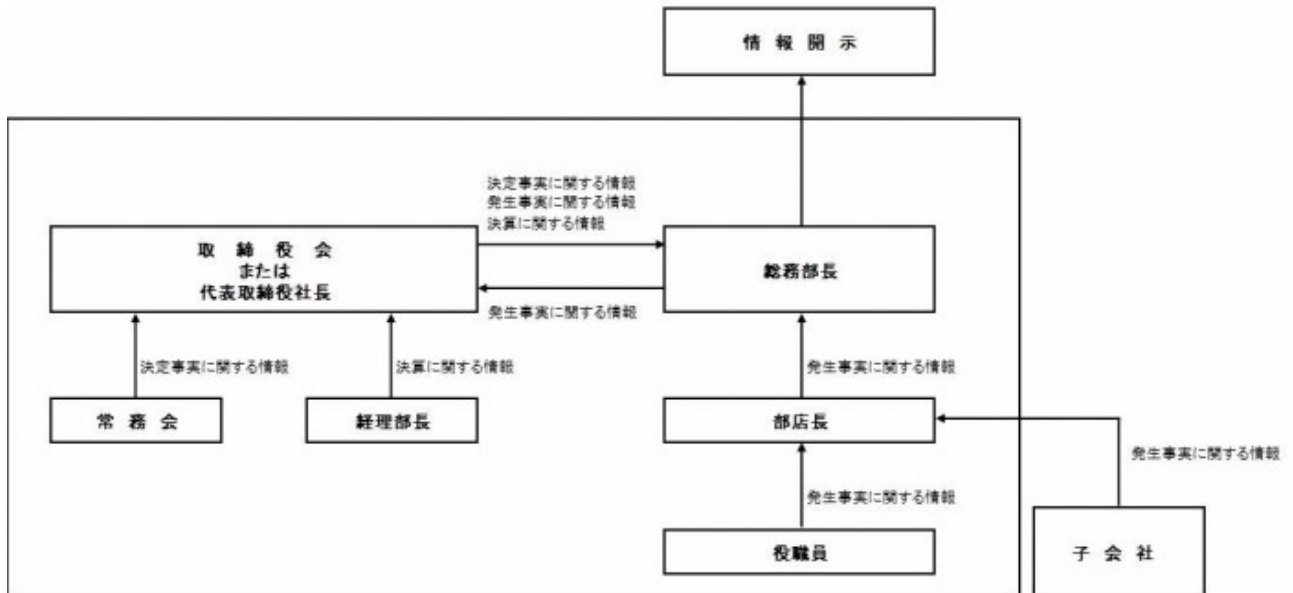 情報開示
決定事実に関する情報
発生事実に関する情報
決算に関する情報
取締役会
または
代表取締役社長
総務部長
発生事実に関する情報
決定事実に関する情報
決算に関する情報
発生事実に関する情報
常務会
経理部長
部店長
発生事実に関する情報
発生事実に関する情報
役職員
子会社